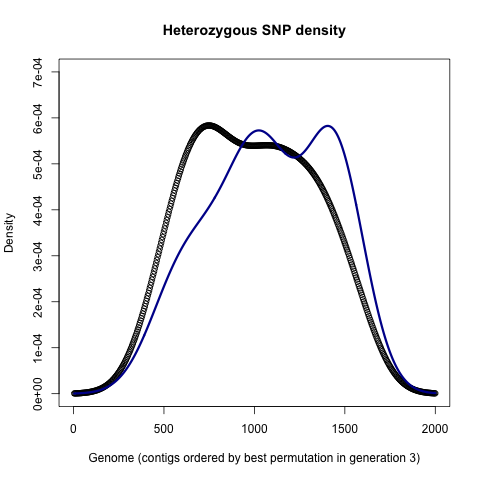 Heterozygous SNP density
7e-04
6e-04
5e-04
4e-04
3e-04
2e-04
1e-04
0e+00
Density
0 500 1000 1500 2000
Genome (contigs ordered by best permutation in generation 3)